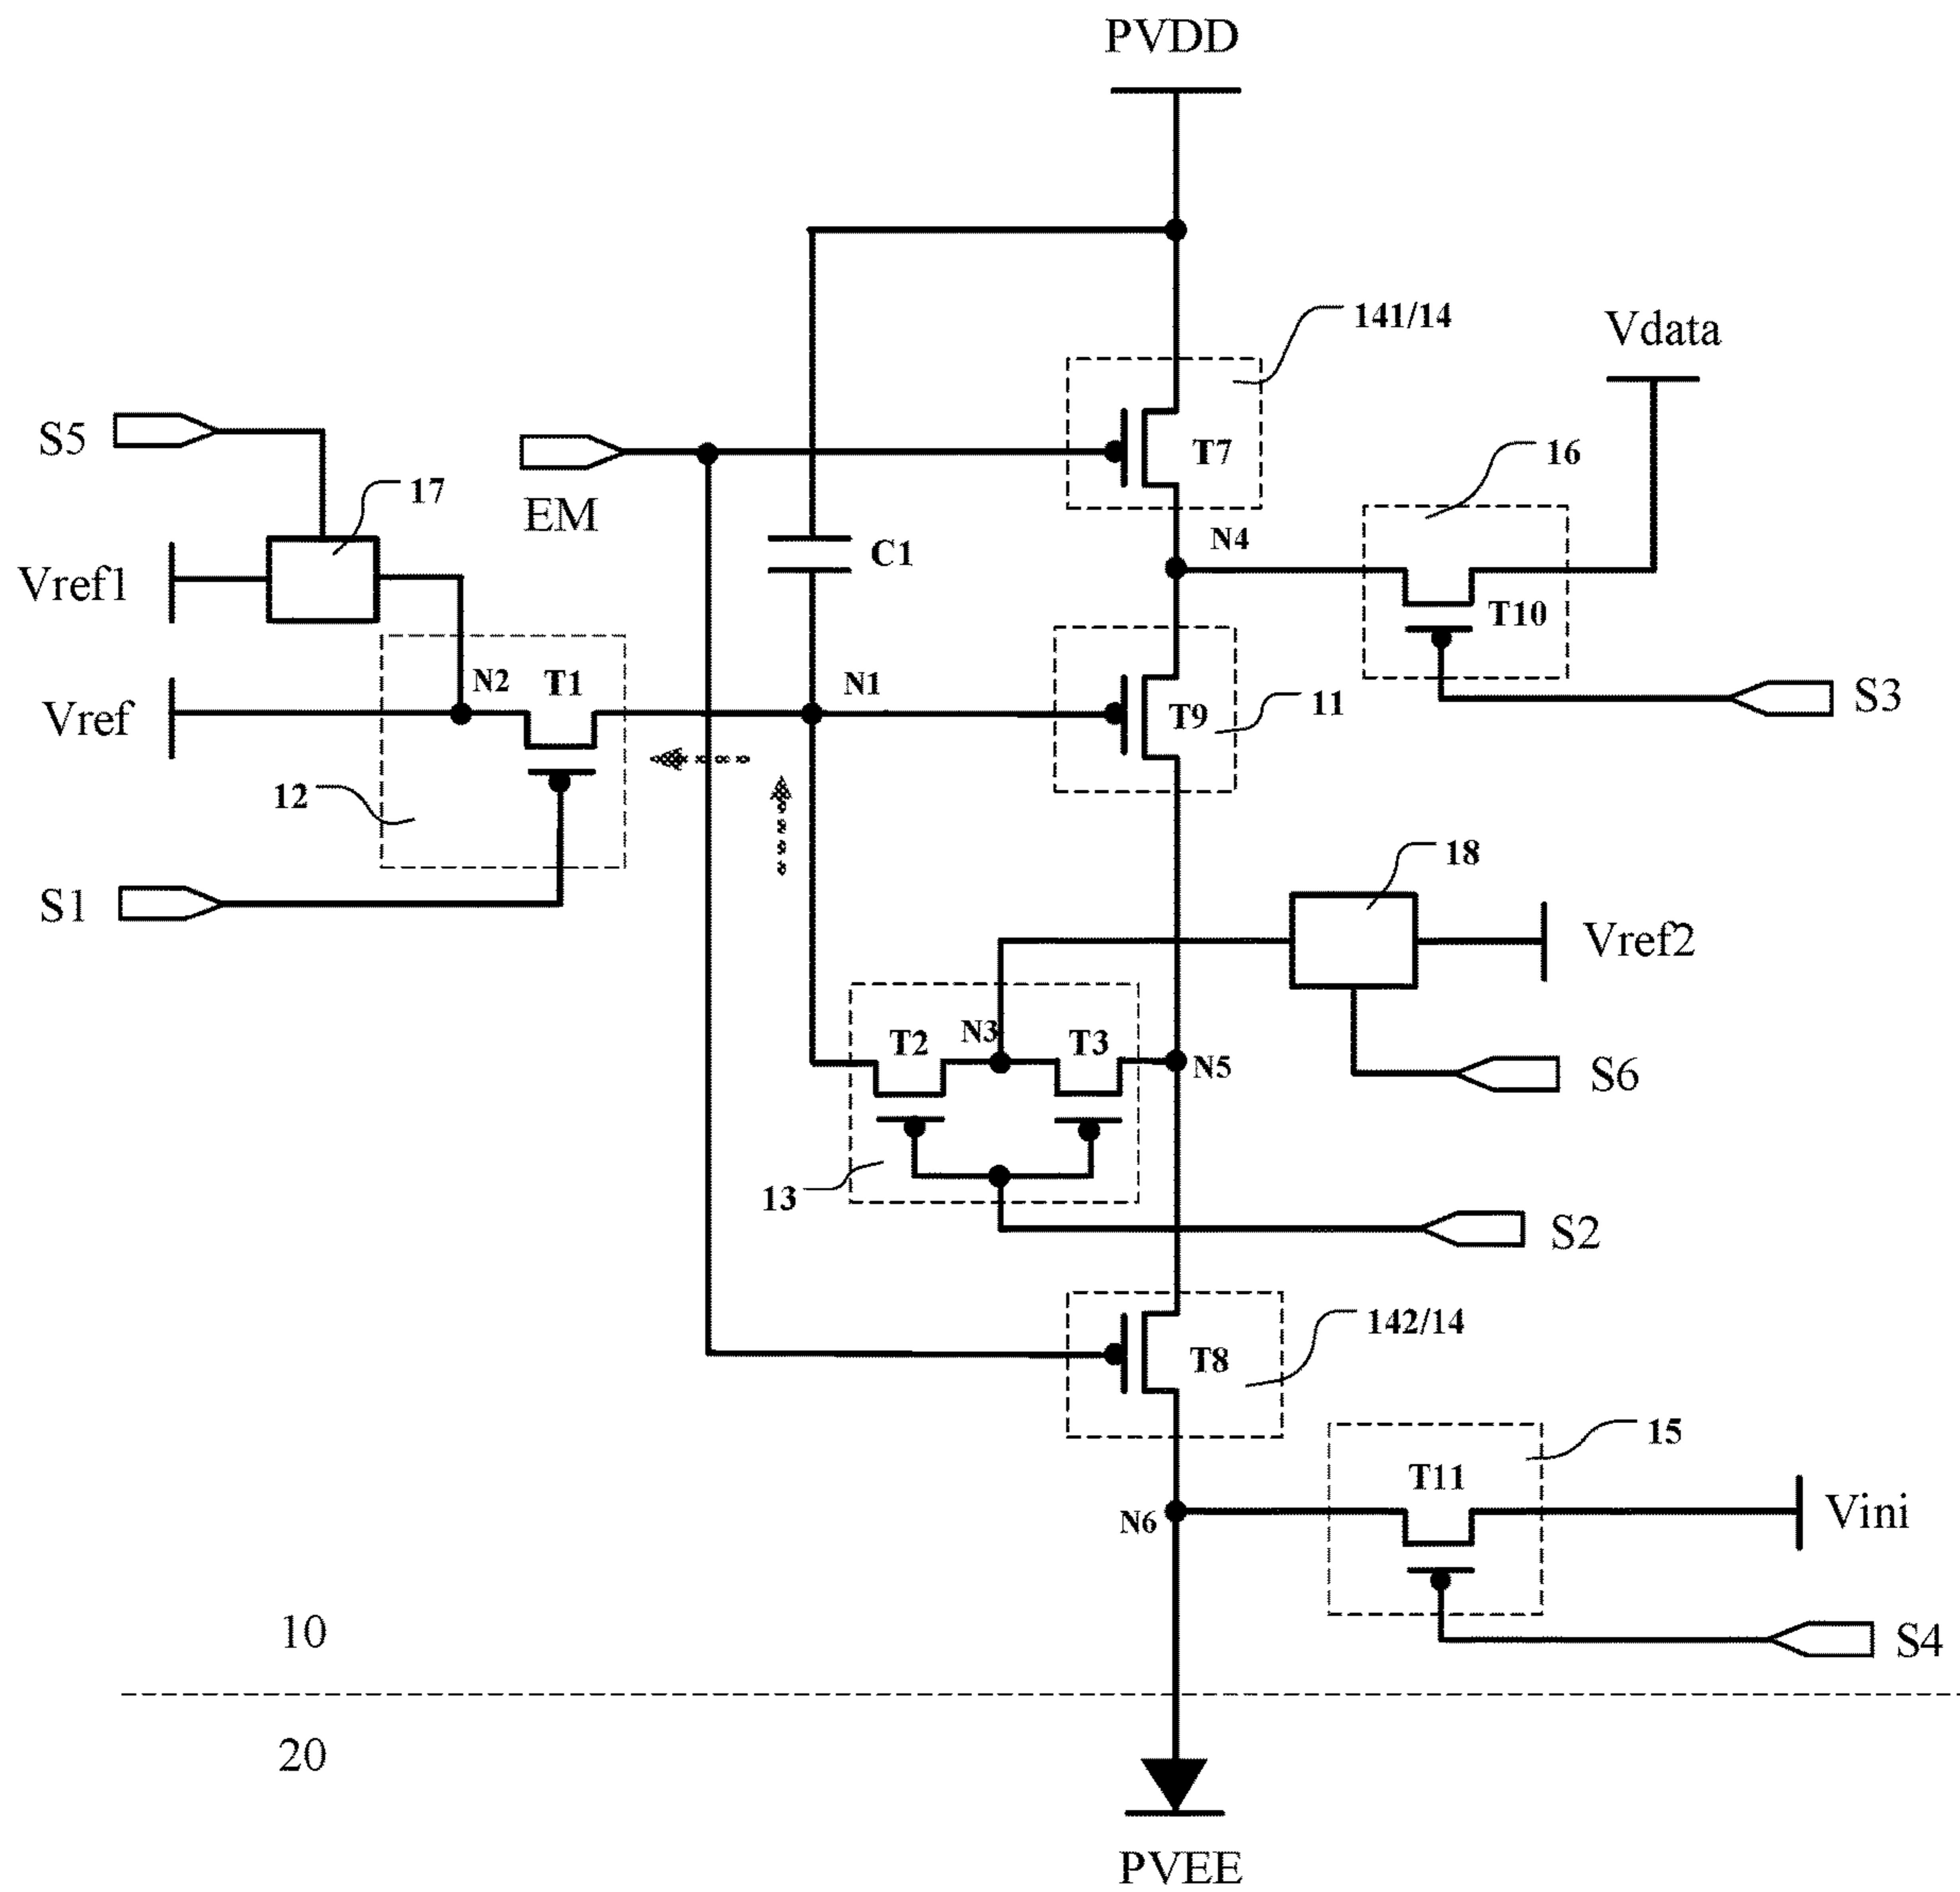 PVDD
141/14
Vdata
S5
17
EM
T7
16
C1
N4
Vref1
T10
Vref
N2
T1
N1
T9
11
S3
12
S1
18
Vref2
T2
N3
T3
N5
S6
13
S2
142/14
T8
15
T11
N6
Vini
10
S4
20
PVEE